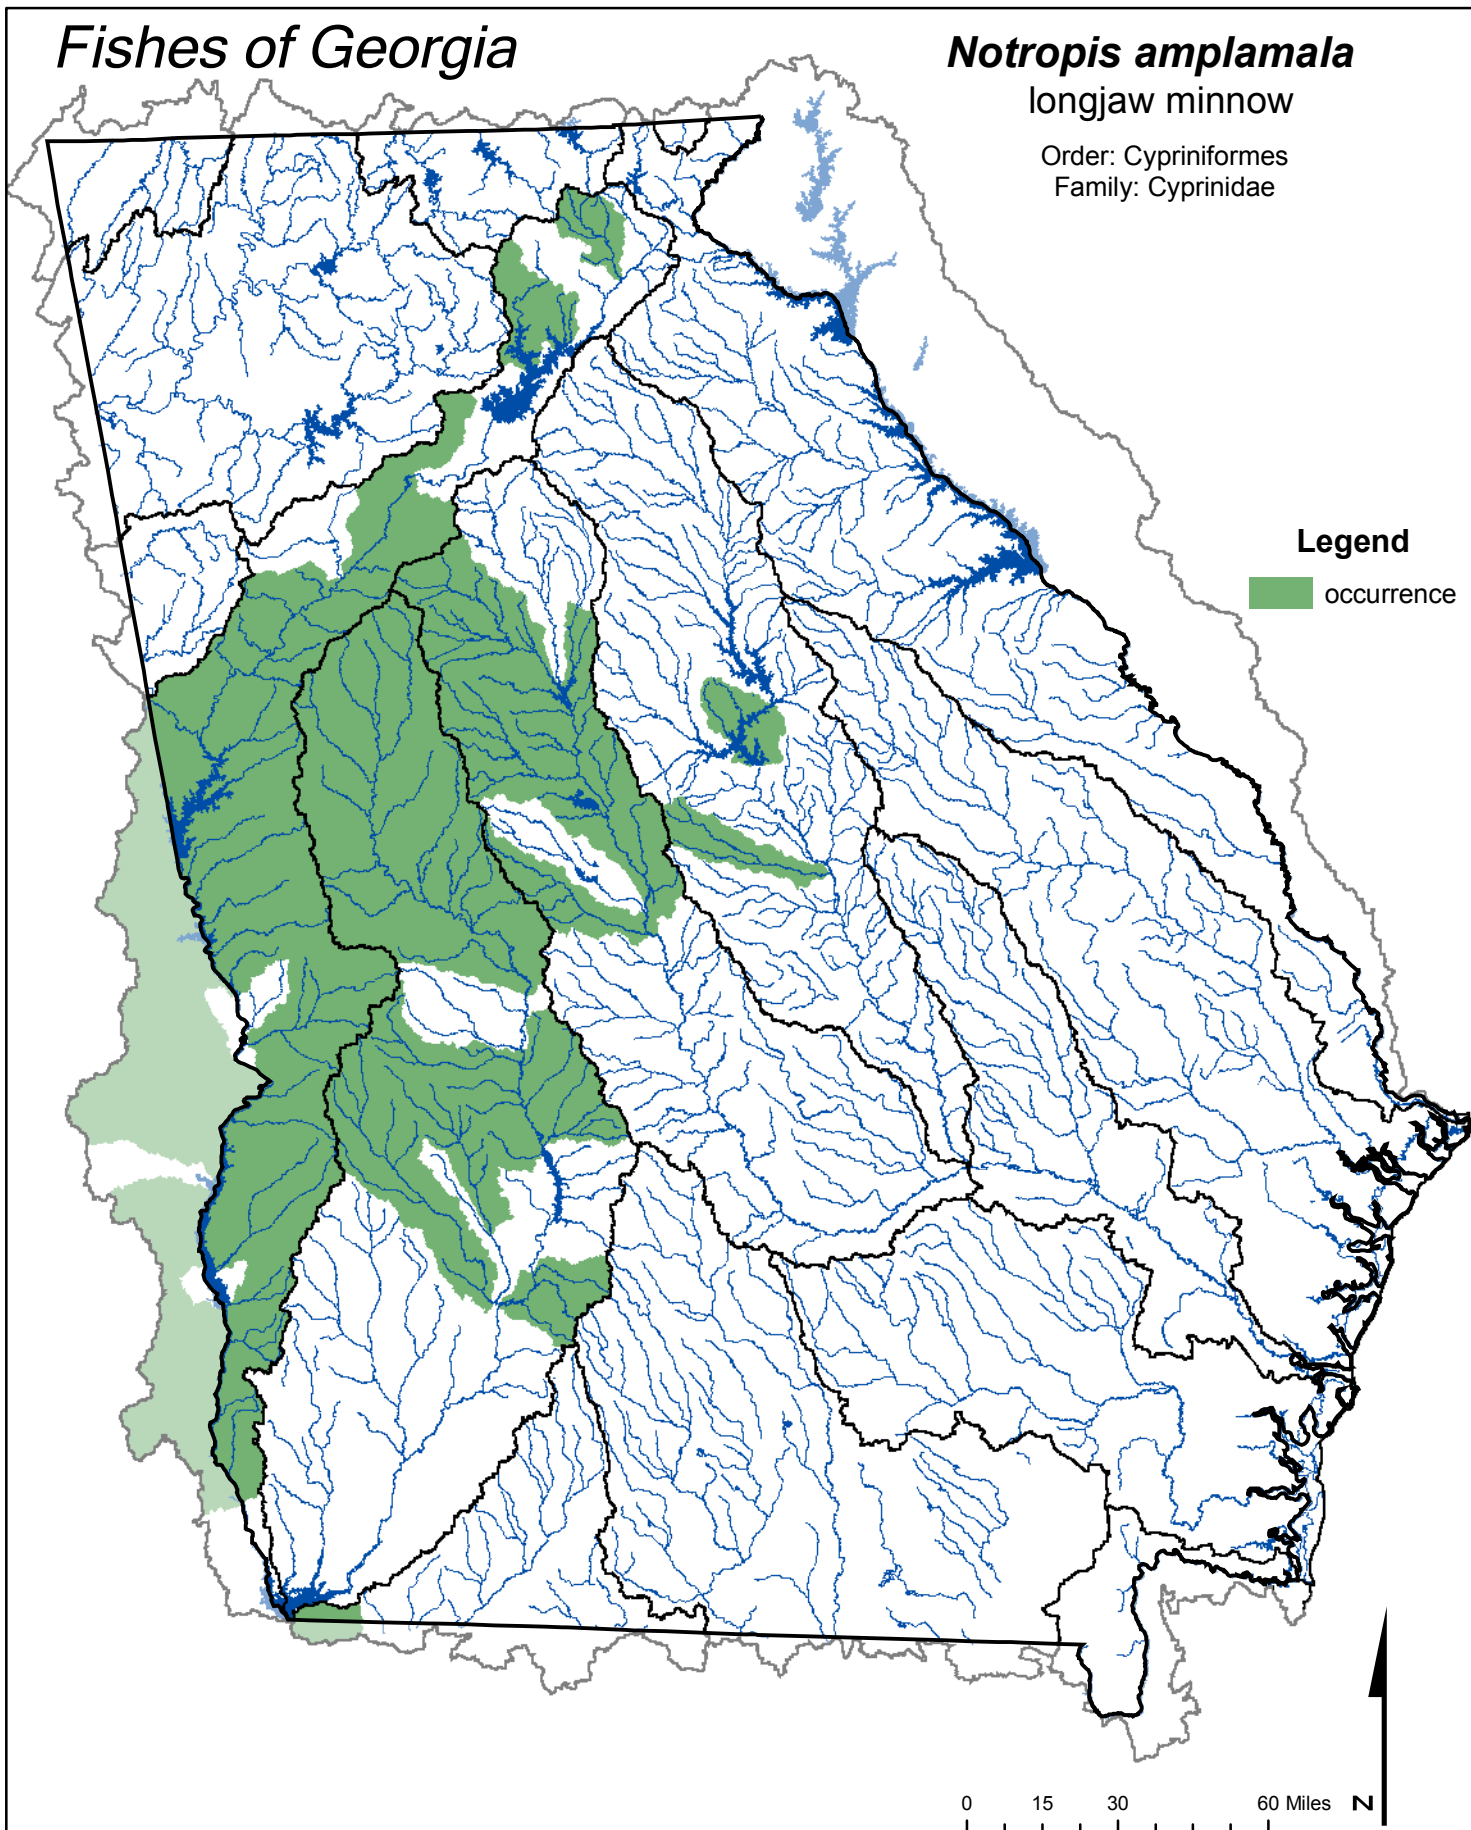 Fishes of Georgia
Notropis amplamala
longjaw minnow
Order: Cypriniformes
Family: Cyprinidae
Legend
occurrence
0 15 30 60 Miles
N